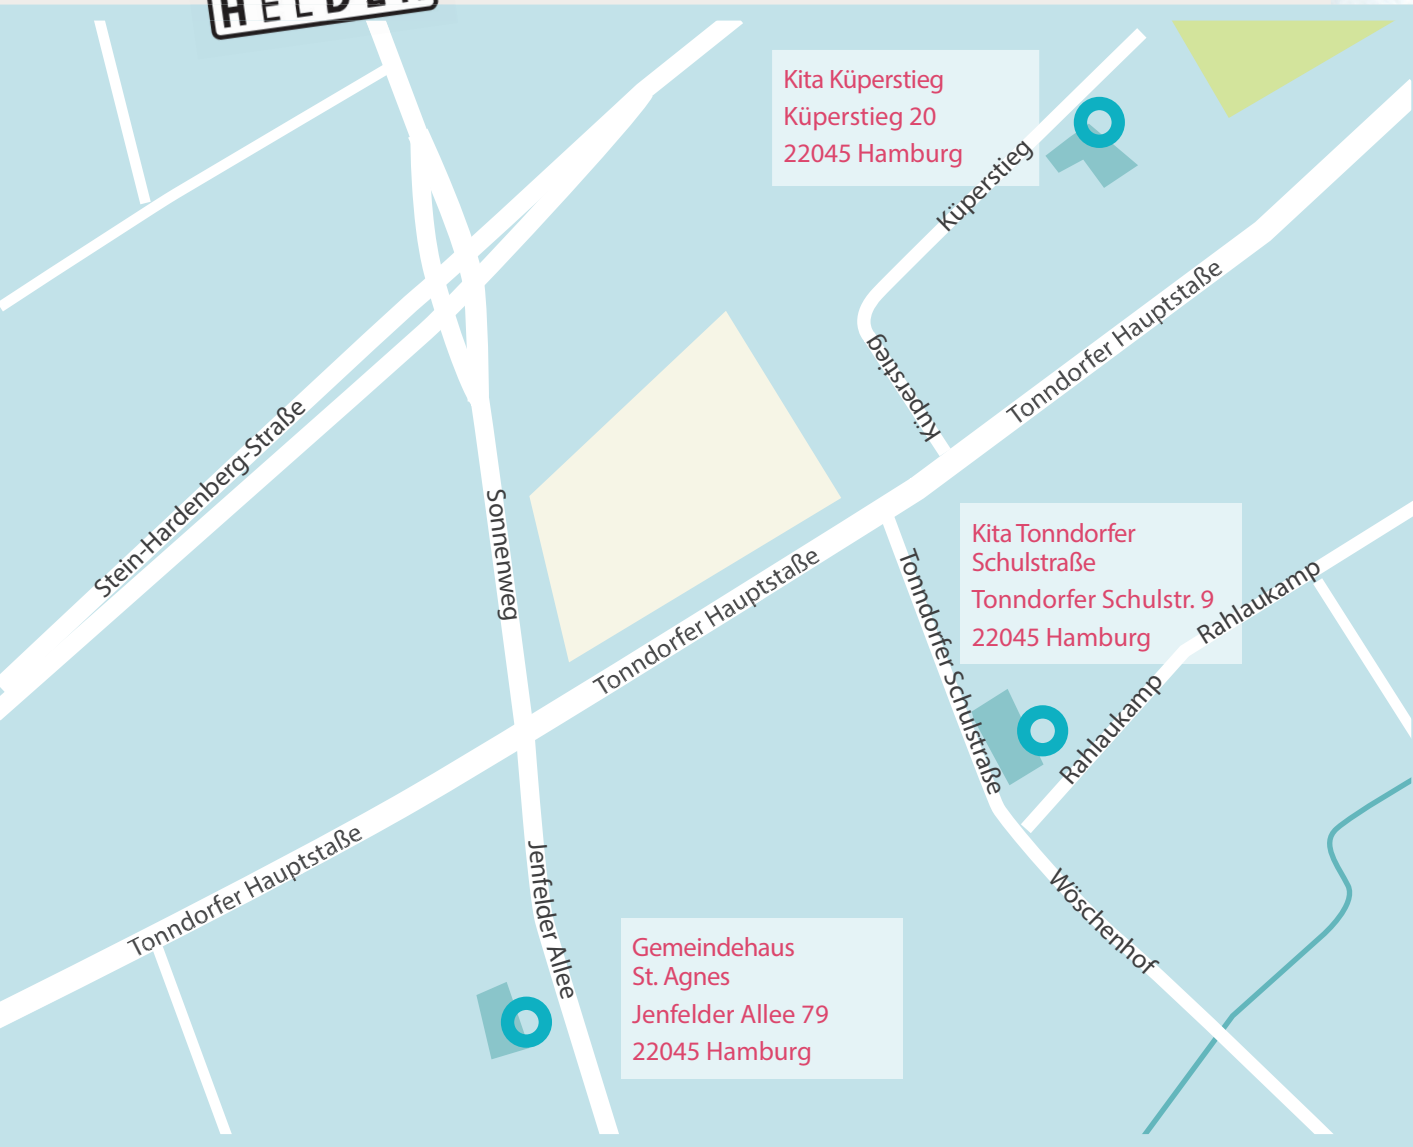 HELDEN
Kita Küperstieg
Küperstieg 20
22045 Hamburg
Küperstieg
Tonndorfer Hauptstaße
Küperstieg
Stein-Hardenberg-Straße
Sonnenweg
Kita Tonndorfer
Schulstraße
Tonndorfer Schulstr. 9
22045 Hamburg
Tonndorfer Hauptstaße
Tonndorfer Schulstraße
Rahlaukamp
Rahlaukamp
Tonndorfer Hauptstaße
Jenfelder Allee
Wöschenhof
Gemeindehaus
St. Agnes
Jenfelder Allee 79
22045 Hamburg